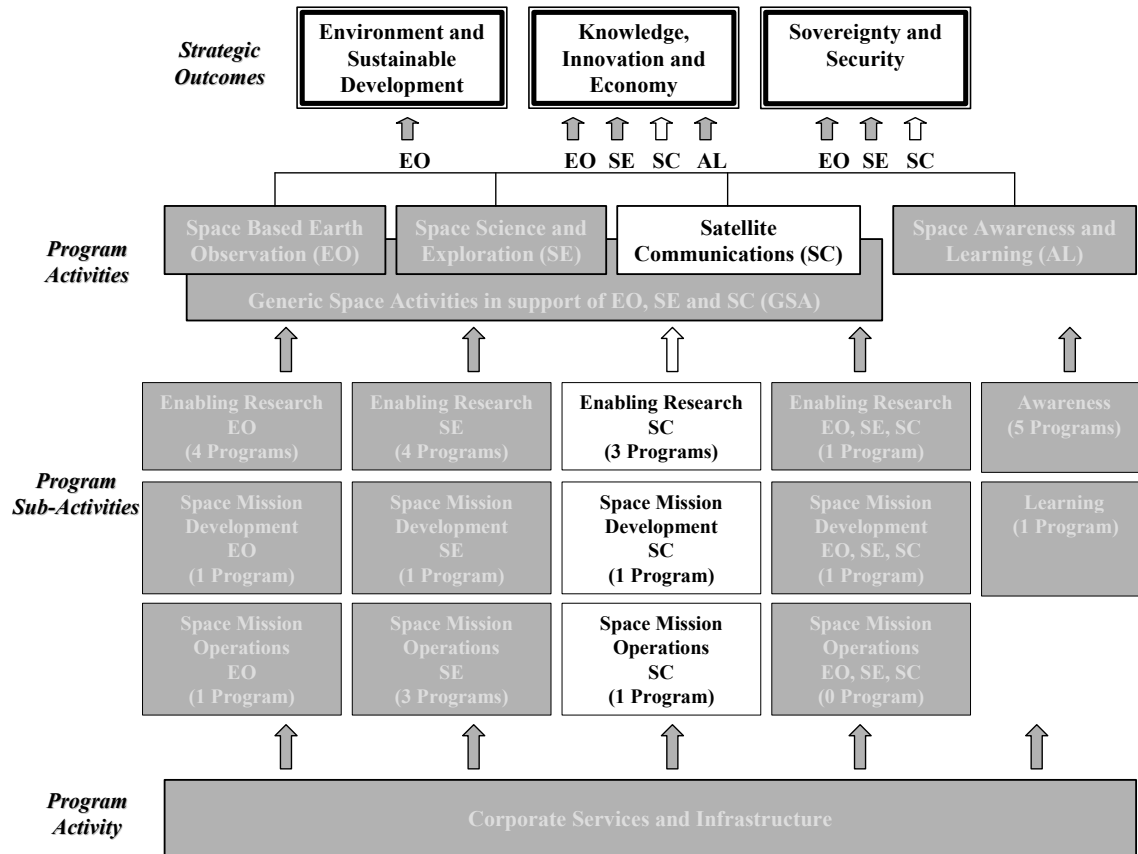 Strategic
Outcomes
Environment and
Sustainable
Development
Knowledge,
Innovation and
Economy
Sovereignty and
Security
EO
EO SE SC AL
EO SE SC
Program
Activities
Space Based Earth
Observation (EO)
Space Science and
Exploration (SE)
Satellite
Communications (SC)
Space Awareness and
Learning (AL)
Generic Space Activities in support of EO, SE and SC (GSA)
Program
Sub-Activities
Enabling Research
EO
(4 Programs)
Enabling Research
SE
(4 Programs)
Enabling Research
SC
(3 Programs)
Enabling Research
EO, SE, SC
(1 Program)
Awareness
(5 Programs)
Space Mission
Development
EO
(1 Program)
Space Mission
Development
SE
(1 Program)
Space Mission
Development
SC
(1 Program)
Space Mission
Development
EO, SE, SC
(1 Program)
Learning
(1 Program)
Space Mission
Operations
EO
(1 Program)
Space Mission
Operations
SE
(3 Programs)
Space Mission
Operations
SC
(1 Program)
Space Mission
Operations
EO, SE, SC
(0 Program)
Program
Activity
Corporate Services and Infrastructure